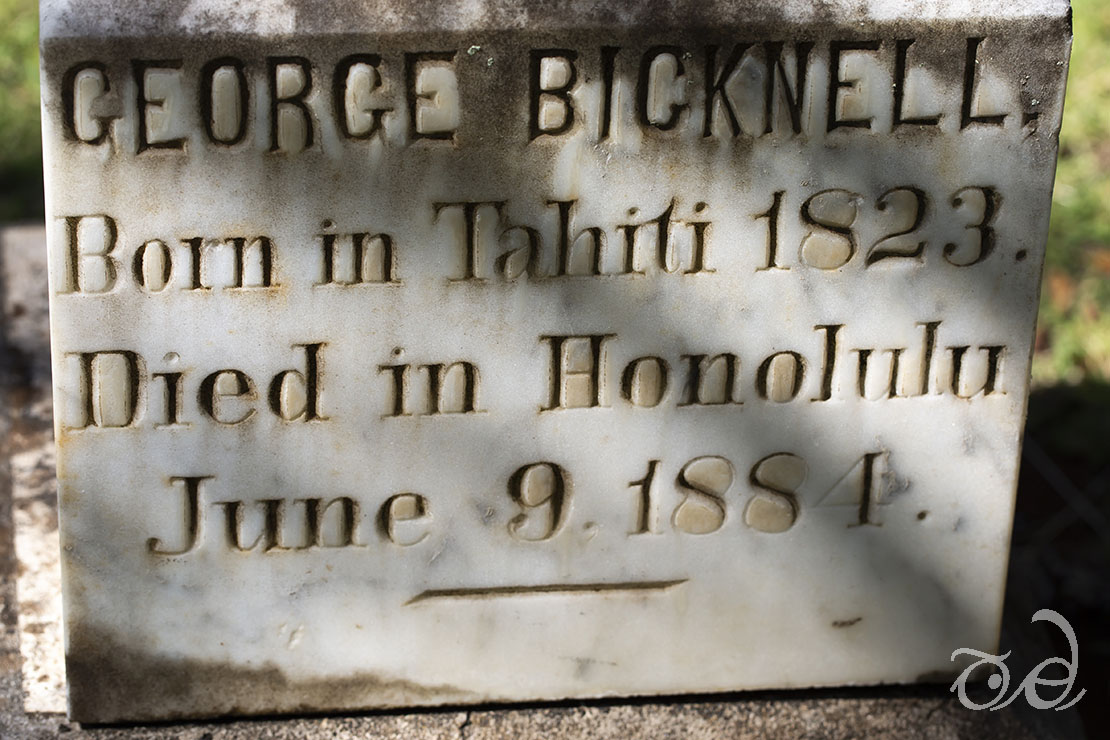 GEORGE BICKNELL.
Born in Tahiti 1823.
Died in Honolulu
June 9. 1884.